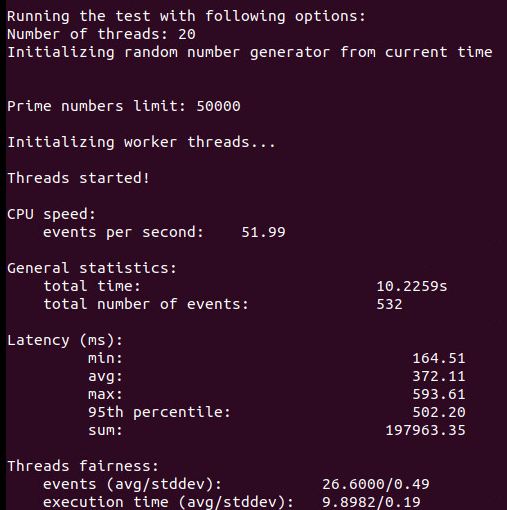 Running the test with following options:
Number of threads: 20
Initializing random number generator from current time
Prime numbers limit: 50000
Initializing worker threads...
Threads started!
CPU speed:
events per second: 51.99
General statistics:
total time: 10.2259s
total number of events: 532
Latency (ms):
min: 164.51
avg: 372.11
max: 593.61
95th percentile: 502.20
sum: 197963.35
Threads fairness:
events (avg/stddev): 26.6000/0.49
execution time (avg/stddev): 9.8982/0.19